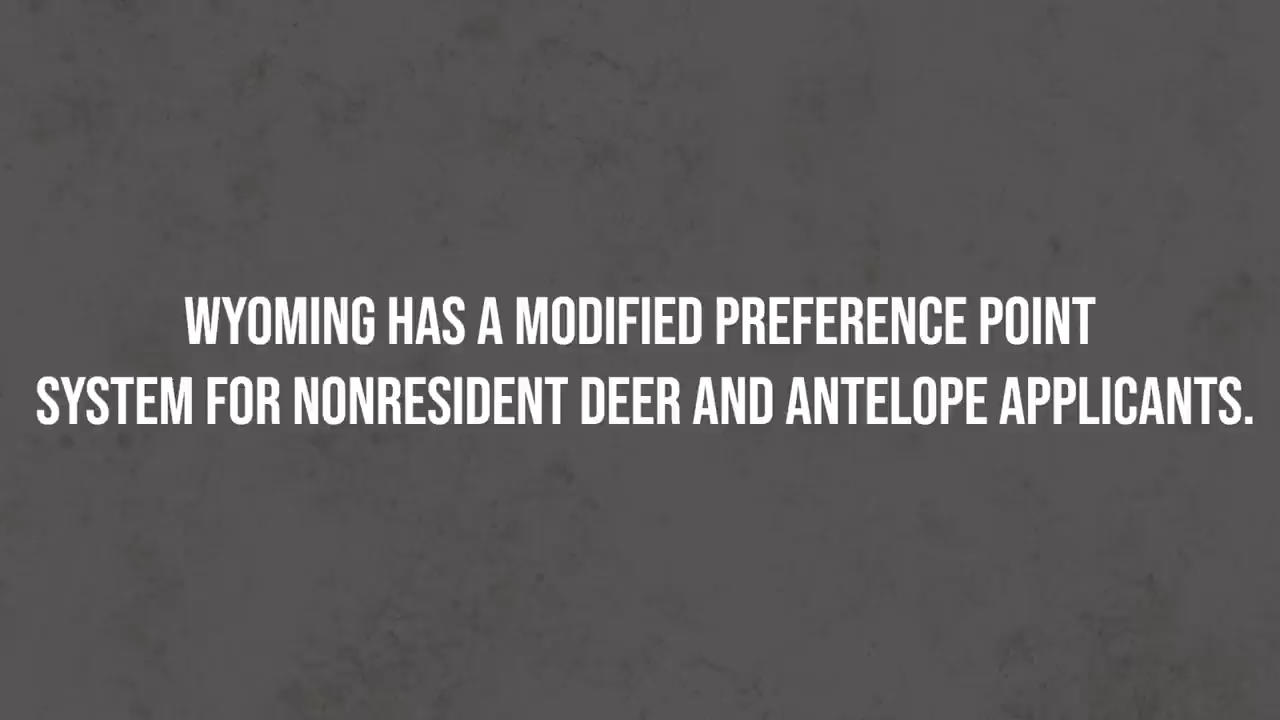 WYOMING HAS A MODIFIED PREFERENCE POINT
SYSTEM FOR NONRESIDENT DEER AND ANTELOPE APPLICANTS.